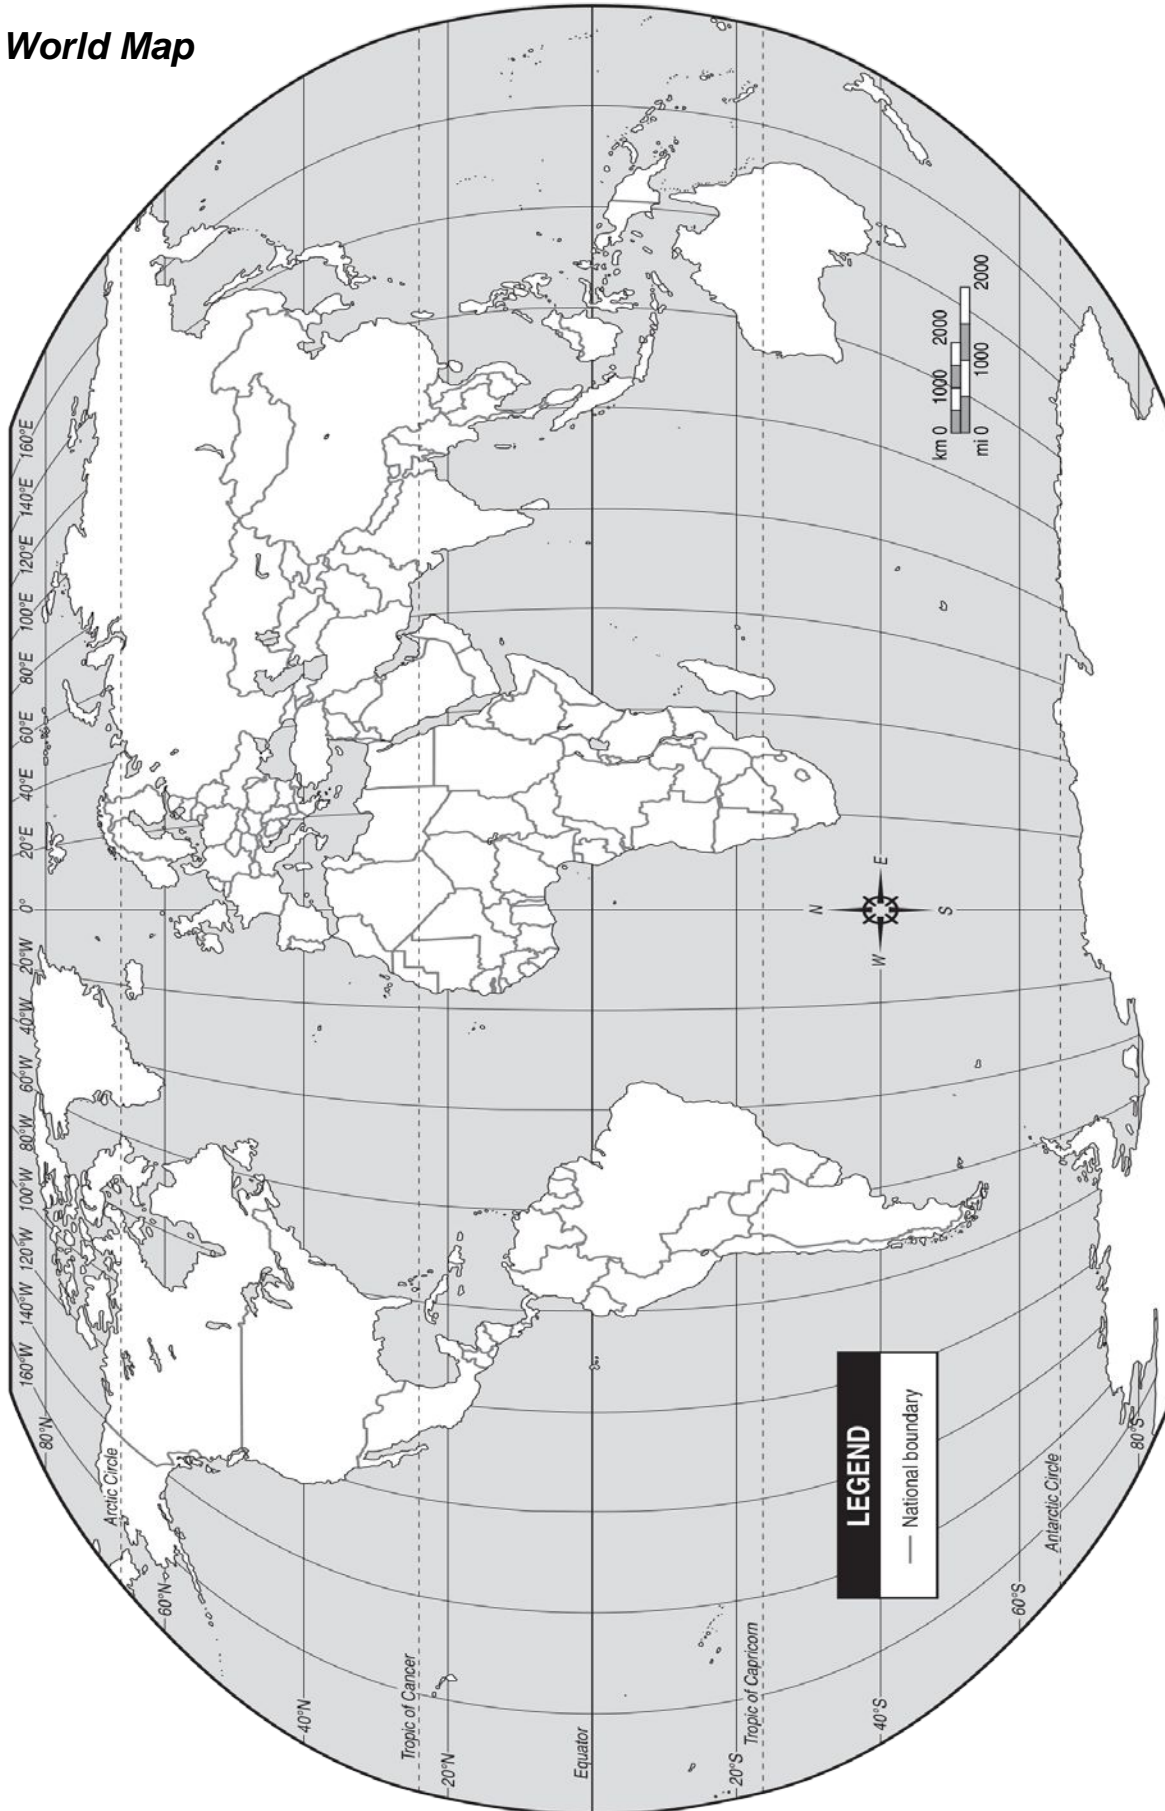 World Map
160°E
140°E
120°E
100°E
80°E
60°E
40°E
20°E
0°
20°W
40°W
60°W
80°W
100°W
120°W
140°W
160°W
80°N
Arctic Circle
60°N
40°N
Tropic of Cancer
20°N
Equator
20°S
Tropic of Capricorn
40°S
60°S
Antarctic Circle
80°S
N
E
S
W
km 0 1000 2000
mi 0 1000 2000
LEGEND
National boundary